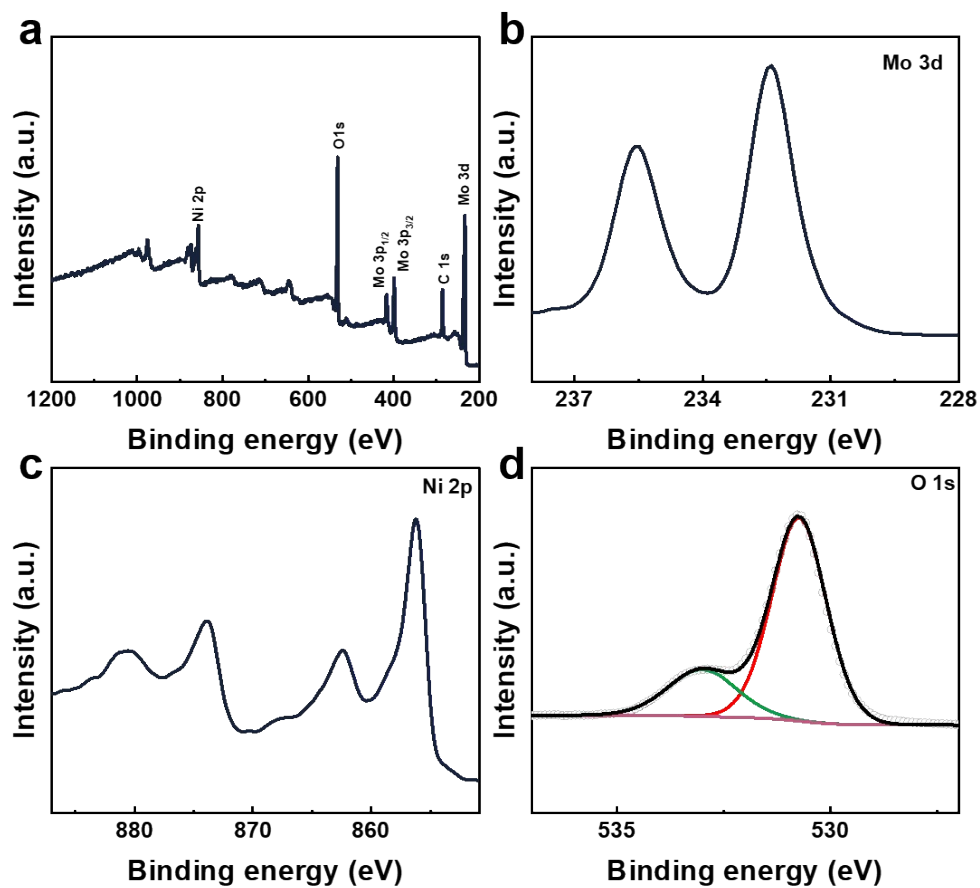 a
Intensity (a.u.)
Ni 2p
O1s
Mo 3p1/2
Mo 3p3/2
C 1s
Mo 3d
1200 1000 800 600 400 200
Binding energy (eV)
b
Mo 3d
Intensity (a.u.)
237 234 231 228
Binding energy (eV)
c
Ni 2p
Intensity (a.u.)
880 870 860
Binding energy (eV)
d
O 1s
Intensity (a.u.)
535 530
Binding energy (eV)